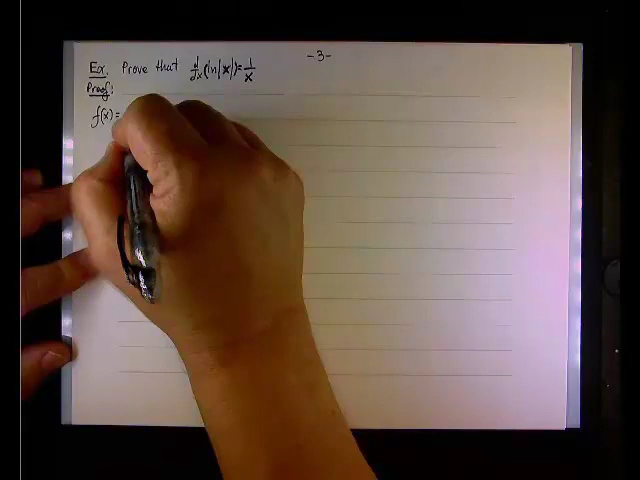 -3-
Ex. Prove that d/dx(ln|x|)=1/x
Proof:
f(x)=